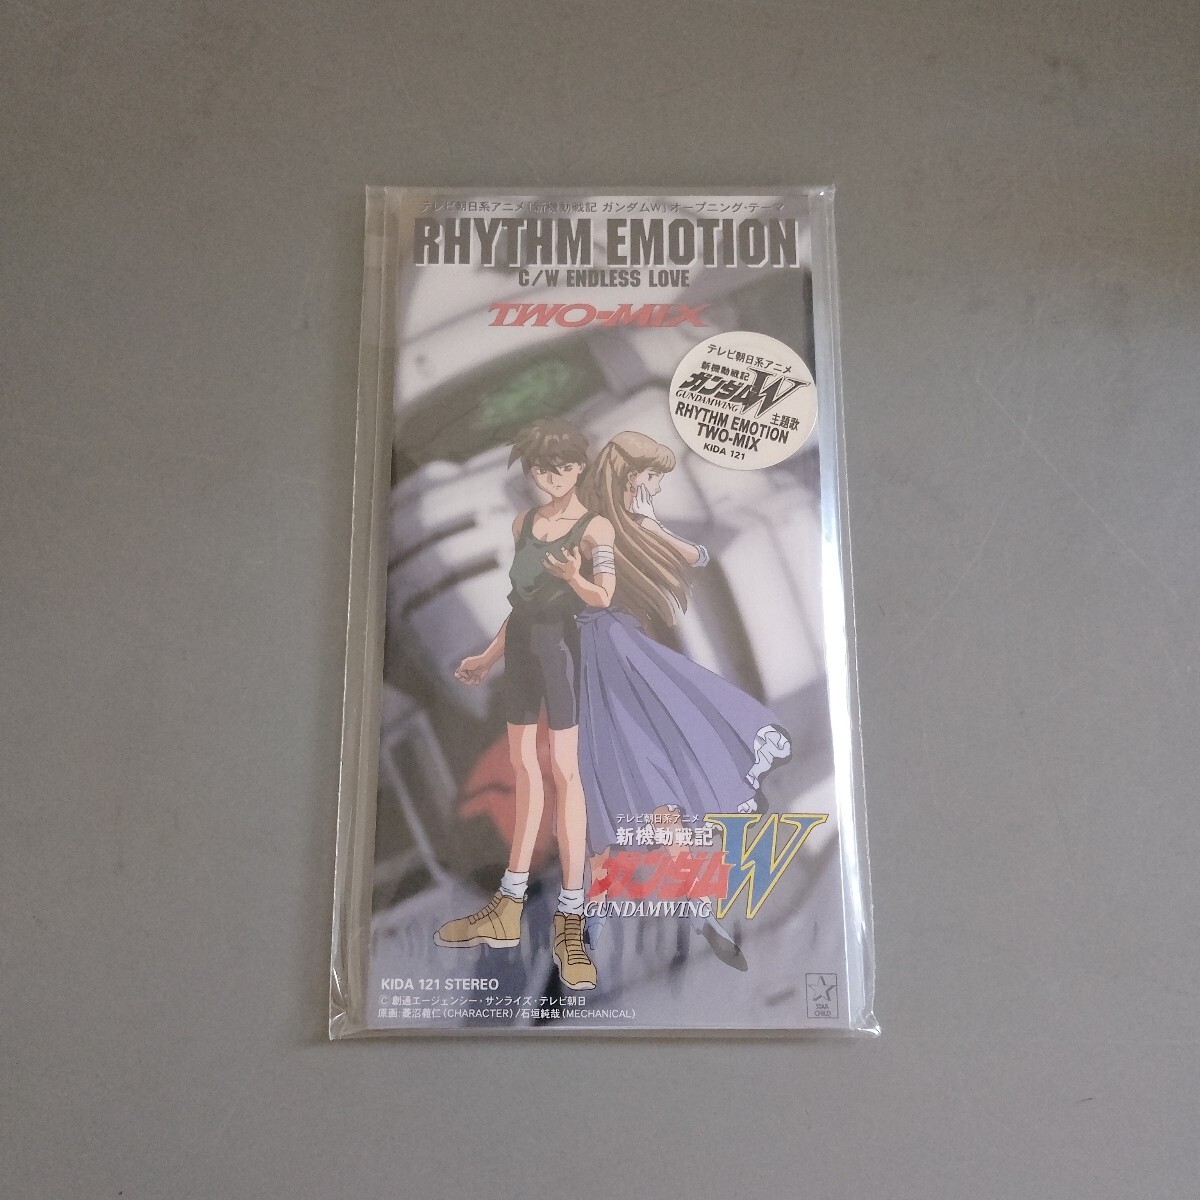 テレビ朝日系アニメ「新機動戦記 ガンダムW」オープニング・テーマ
RHYTHM EMOTION
C/W ENDLESS LOVE
TWO-MIX
テレビ朝日系アニメ
新機動戦記
ガンダムW
GUNDAMWING
主題歌
RHYTHM EMOTION
TWO-MIX
KIDA 121
テレビ朝日系アニメ
新機動戦記
ガンダムW
GUNDAMWING
KIDA 121 STEREO
© 創通エージェンシー・サンライズ・テレビ朝日
原画:菱沼義仁(CHARACTER)/石垣純哉(MECHANICAL)
STAR
CHILD